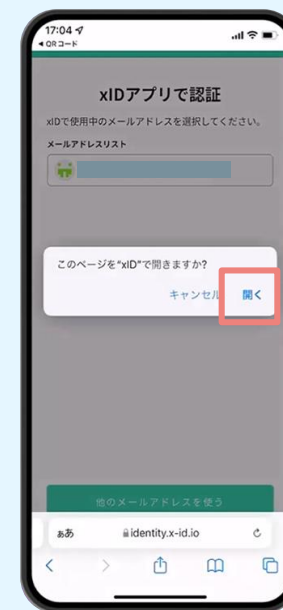 17:04
◀ QRコード
xIDアプリで認証
xIDで使用中のメールアドレスを選択してください。
メールアドレスリスト
このページを"xID"で開きますか?
キャンセル
開く
他のメールアドレスを使う
ぁあ
identity.x-id.io